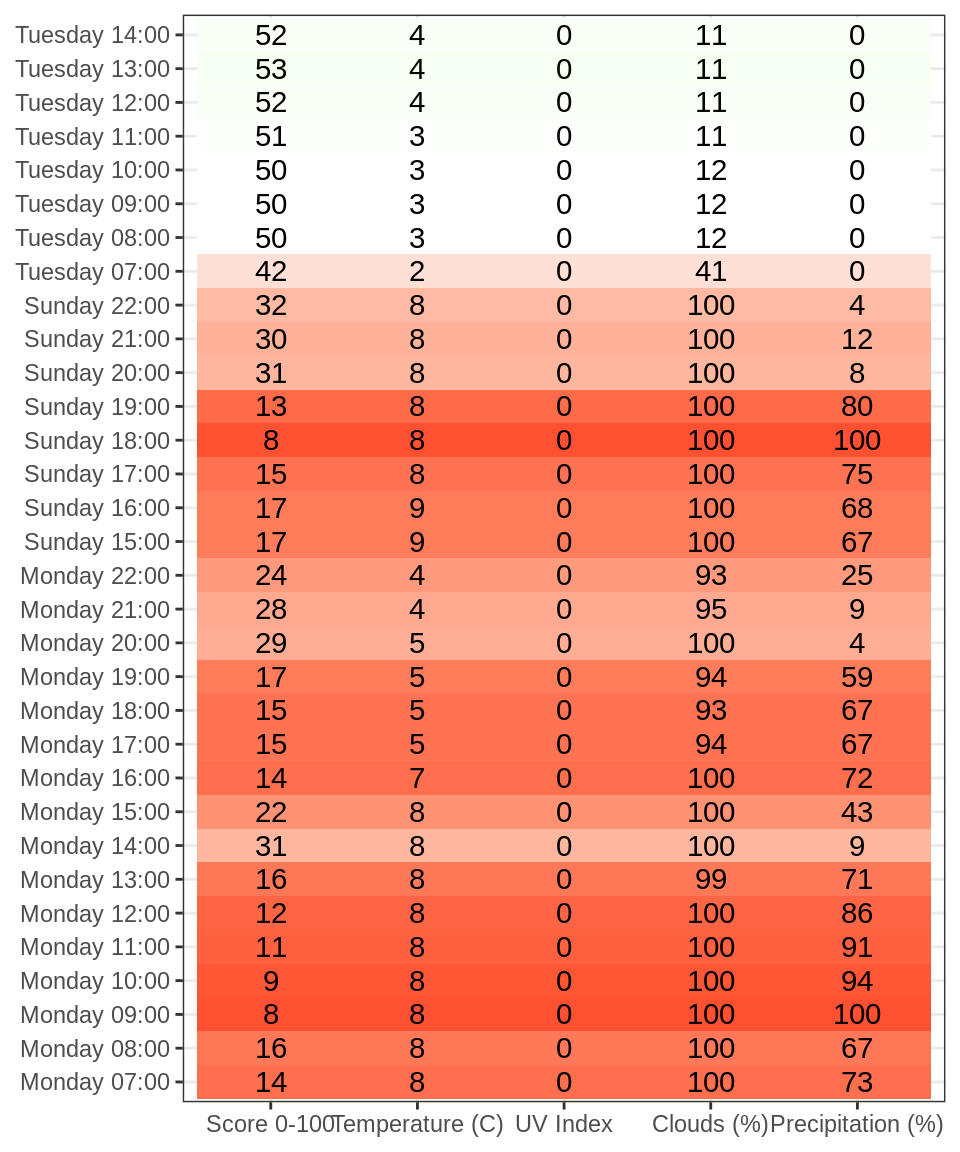 Tuesday 14:00 52 4 0 11 0
Tuesday 13:00 53 4 0 11 0
Tuesday 12:00 52 4 0 11 0
Tuesday 11:00 51 3 0 11 0
Tuesday 10:00 50 3 0 12 0
Tuesday 09:00 50 3 0 12 0
Tuesday 08:00 50 3 0 12 0
Tuesday 07:00 42 2 0 41 0
Sunday 22:00 32 8 0 100 4
Sunday 21:00 30 8 0 100 12
Sunday 20:00 31 8 0 100 8
Sunday 19:00 13 8 0 100 80
Sunday 18:00 8 8 0 100 100
Sunday 17:00 15 8 0 100 75
Sunday 16:00 17 9 0 100 68
Sunday 15:00 17 9 0 100 67
Monday 22:00 24 4 0 93 25
Monday 21:00 28 4 0 95 9
Monday 20:00 29 5 0 100 4
Monday 19:00 17 5 0 94 59
Monday 18:00 15 5 0 93 67
Monday 17:00 15 5 0 94 67
Monday 16:00 14 7 0 100 72
Monday 15:00 22 8 0 100 43
Monday 14:00 31 8 0 100 9
Monday 13:00 16 8 0 99 71
Monday 12:00 12 8 0 100 86
Monday 11:00 11 8 0 100 91
Monday 10:00 9 8 0 100 94
Monday 09:00 8 8 0 100 100
Monday 08:00 16 8 0 100 67
Monday 07:00 14 8 0 100 73
Score 0-100 Temperature (C) UV Index Clouds (%) Precipitation (%)